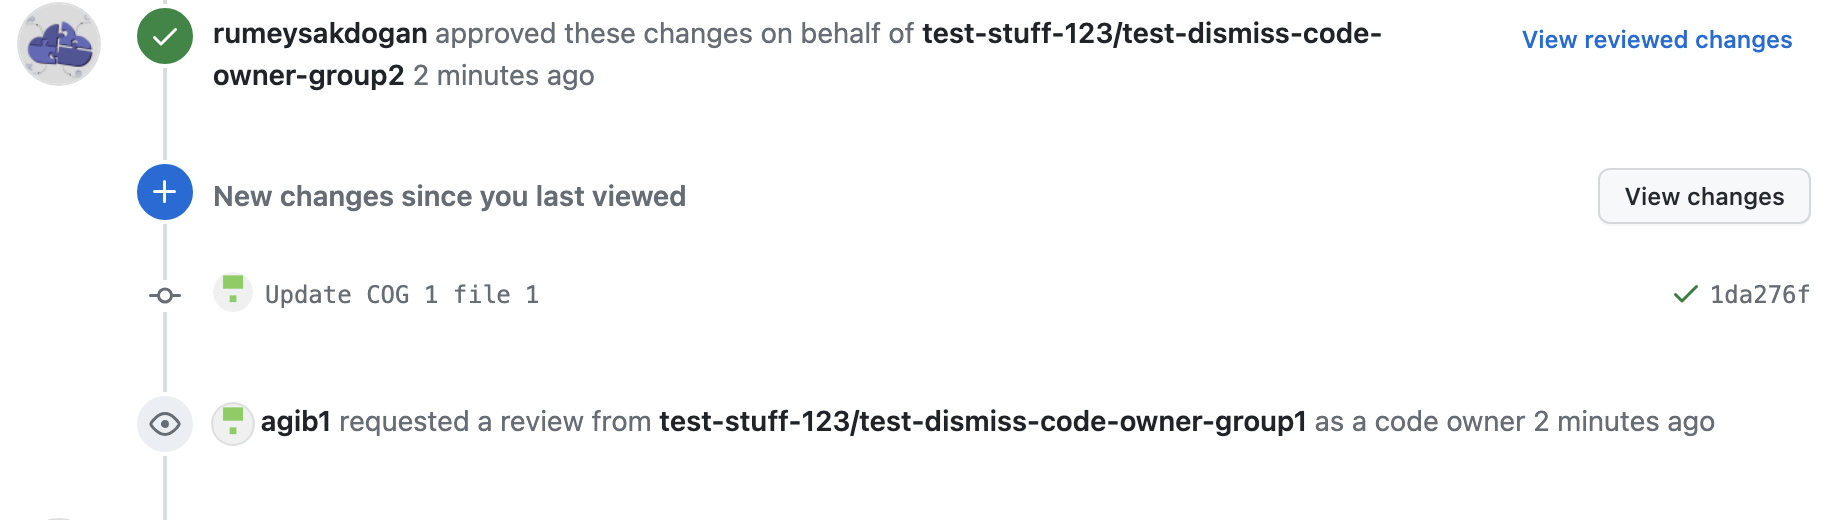 rumeysakdogan approved these changes on behalf of test-stuff-123/test-dismiss-code-
owner-group2 2 minutes ago
View reviewed changes
New changes since you last viewed
View changes
Update COG 1 file 1
1da276f
agib1 requested a review from test-stuff-123/test-dismiss-code-owner-group1 as a code owner 2 minutes ago